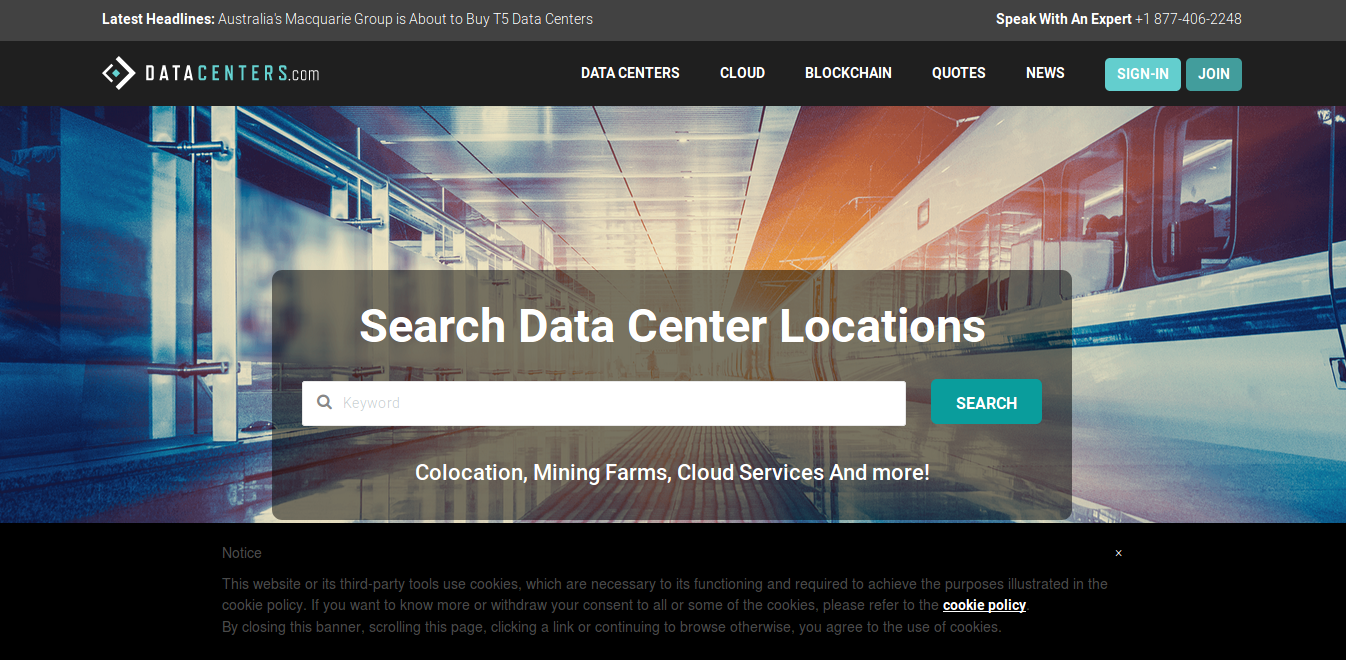 Latest Headlines: Australia's Macquarie Group is About to Buy T5 Data Centers
Speak With An Expert +1 877-406-2248
DATACENTERS.com
DATA CENTERS CLOUD BLOCKCHAIN QUOTES NEWS SIGN-IN JOIN
Search Data Center Locations
Keyword
SEARCH
Colocation, Mining Farms, Cloud Services And more!
Notice
×
This website or its third-party tools use cookies, which are necessary to its functioning and required to achieve the purposes illustrated in the
cookie policy. If you want to know more or withdraw your consent to all or some of the cookies, please refer to the cookie policy.
By closing this banner, scrolling this page, clicking a link or continuing to browse otherwise, you agree to the use of cookies.